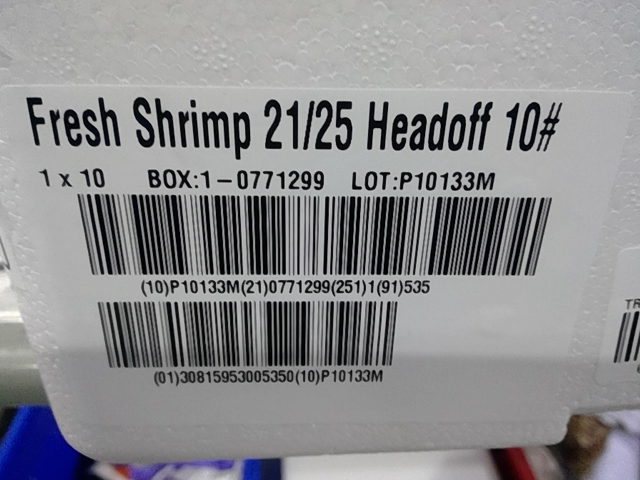 Fresh Shrimp 21/25 Headoff 10#
1 x 10 BOX:1-0771299 LOT:P10133M
(10)P10133M(21)0771299(251)1(91)535
(01)30815953005350(10)P10133M
TR